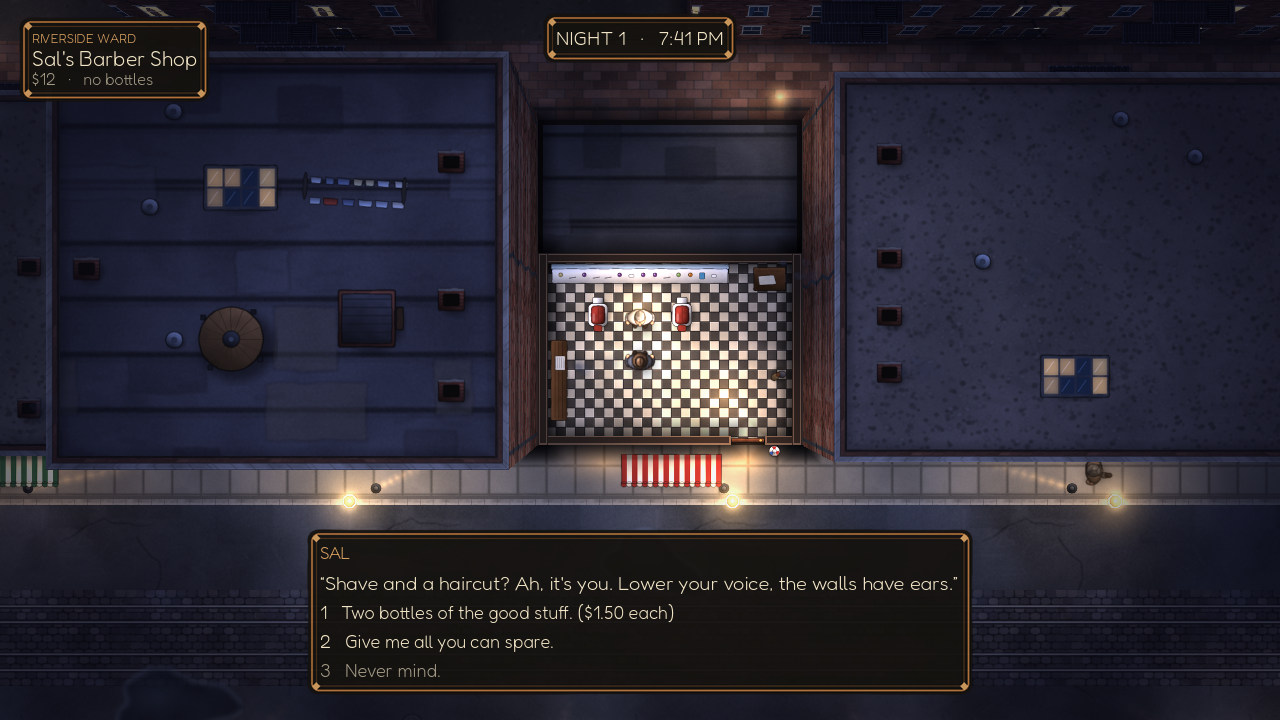 RIVERSIDE WARD
Sal's Barber Shop
$12 · no bottles
NIGHT 1 · 7:41 PM
SAL
“Shave and a haircut? Ah, it's you. Lower your voice, the walls have ears.”
1 Two bottles of the good stuff. ($1.50 each)
2 Give me all you can spare.
3 Never mind.